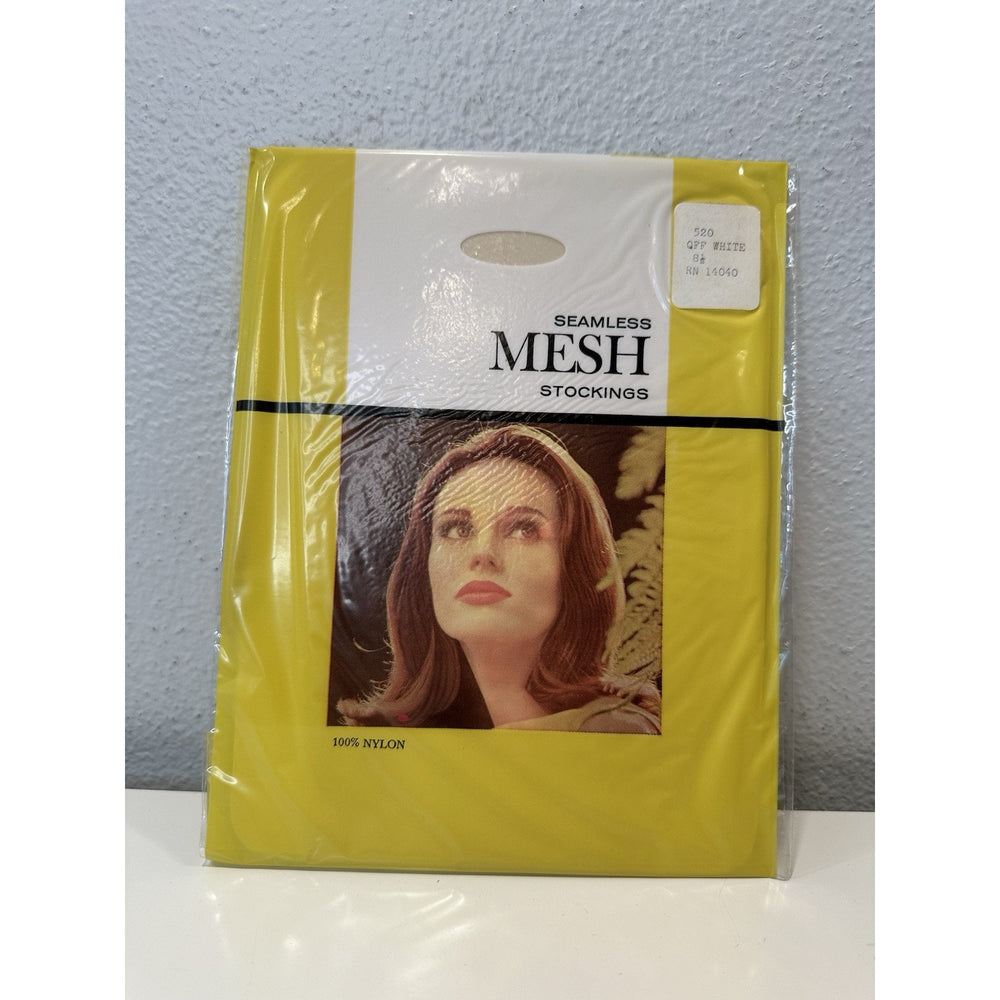 520
OFF WHITE
8½
RN 14040
SEAMLESS
MESH
STOCKINGS
100% NYLON